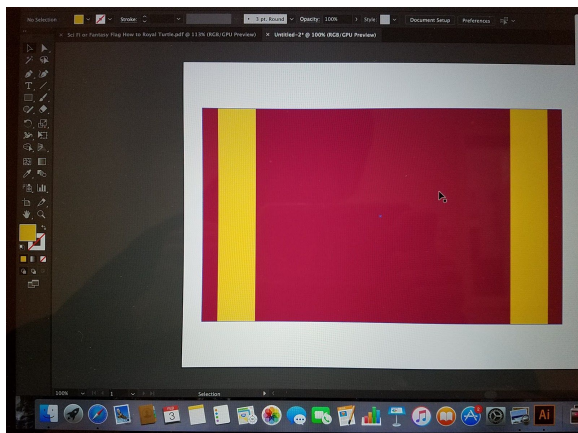 No Selection Stroke: 3 pt. Round Opacity: 100% Style: Document Setup Preferences
× Sci Fi or Fantasy Flag How to Royal Turtle.pdf @ 113% (RGB/GPU Preview) × Untitled-2* @ 100% (RGB/GPU Preview)
T
100% 1 Selection
3
Ai